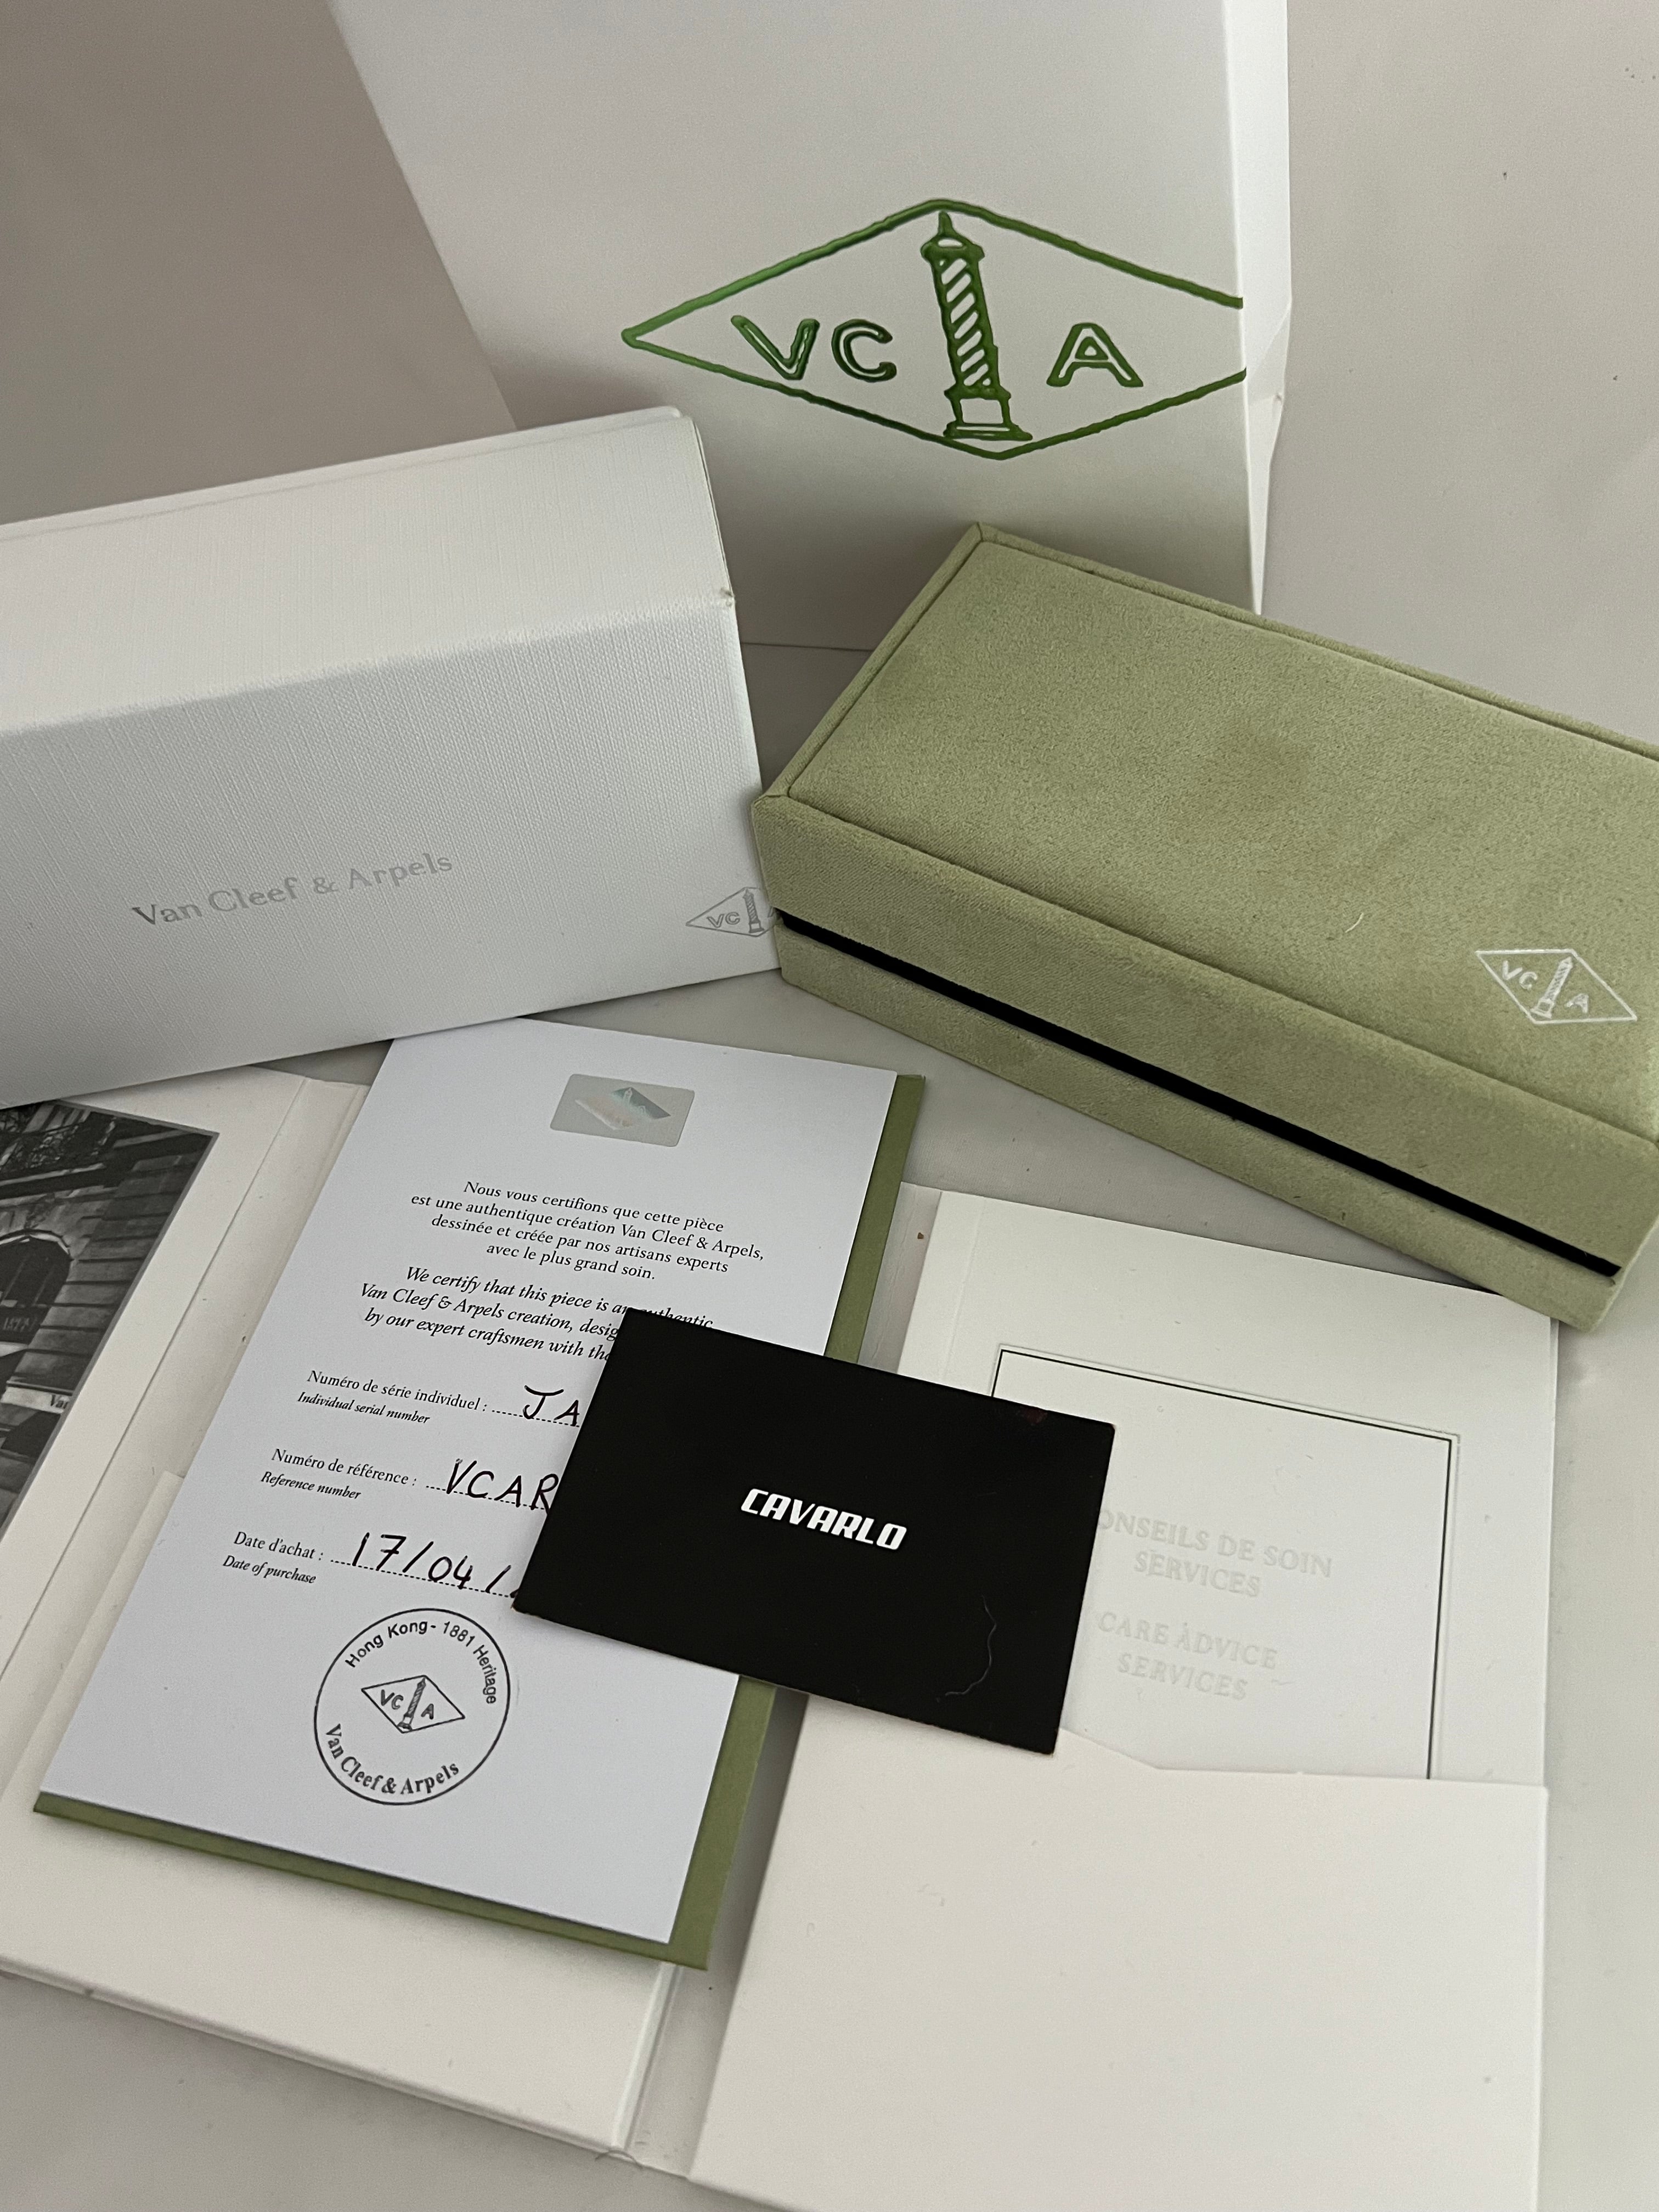 VC A
Van Cleef & Arpels
VC
VC A
Nous vous certifions que cette pièce
est une authentique création Van Cleef & Arpels,
dessinée et créée par nos artisans experts
avec le plus grand soin.
We certify that this piece is an authentic
Van Cleef & Arpels creation, desig
by our expert craftsmen with the
Numéro de série individuel : JA
Individual serial number
Numéro de référence : VCAR
Reference number
Date d'achat : 17/04/
Date of purchase
Hong Kong - 1881 Heritage
VC A
Van Cleef & Arpels
CAVARLO
ONSEILS DE SOIN
SERVICES
CARE ADVICE
SERVICES